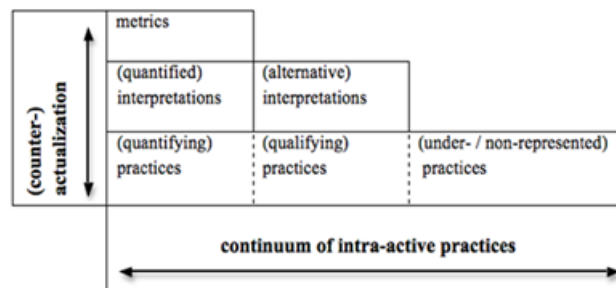 metrics
(counter-)
actualization
(quantified)
interpretations
(alternative)
interpretations
(quantifying)
practices
(qualifying)
practices
(under- / non-represented)
practices
continuum of intra-active practices